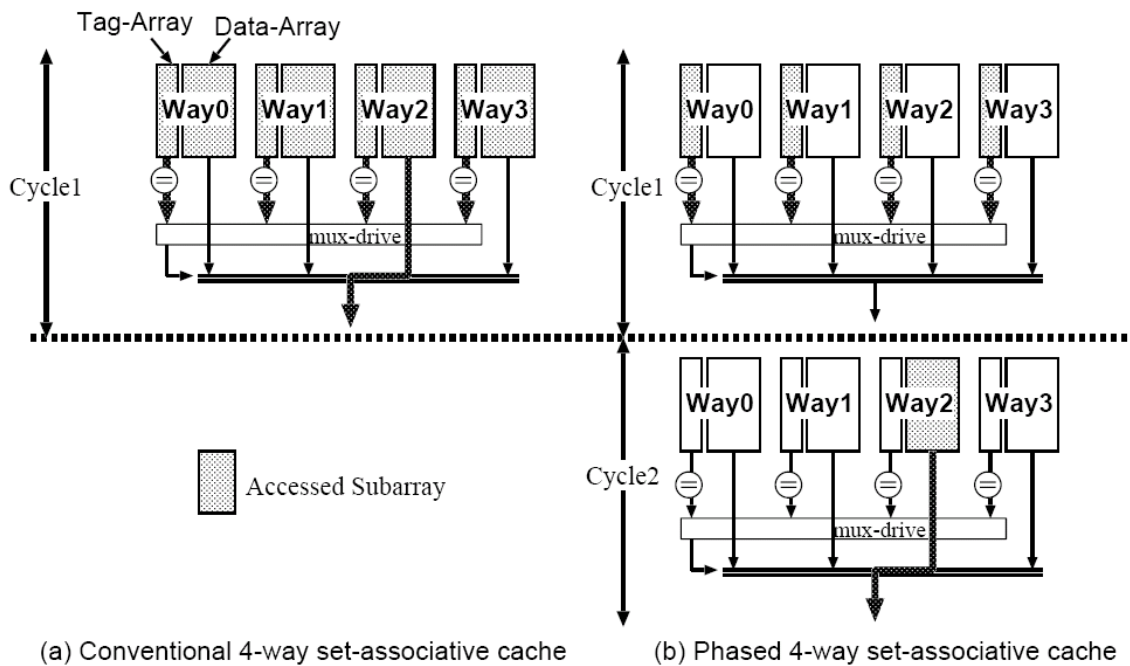 Tag-Array Data-Array
Way0 Way1 Way2 Way3
Cycle1
=
=
=
=
mux-drive
Way0 Way1 Way2 Way3
Cycle1
=
=
=
=
mux-drive
Accessed Subarray
Way0 Way1 Way2 Way3
Cycle2
=
=
=
=
mux-drive
(a) Conventional 4-way set-associative cache
(b) Phased 4-way set-associative cache